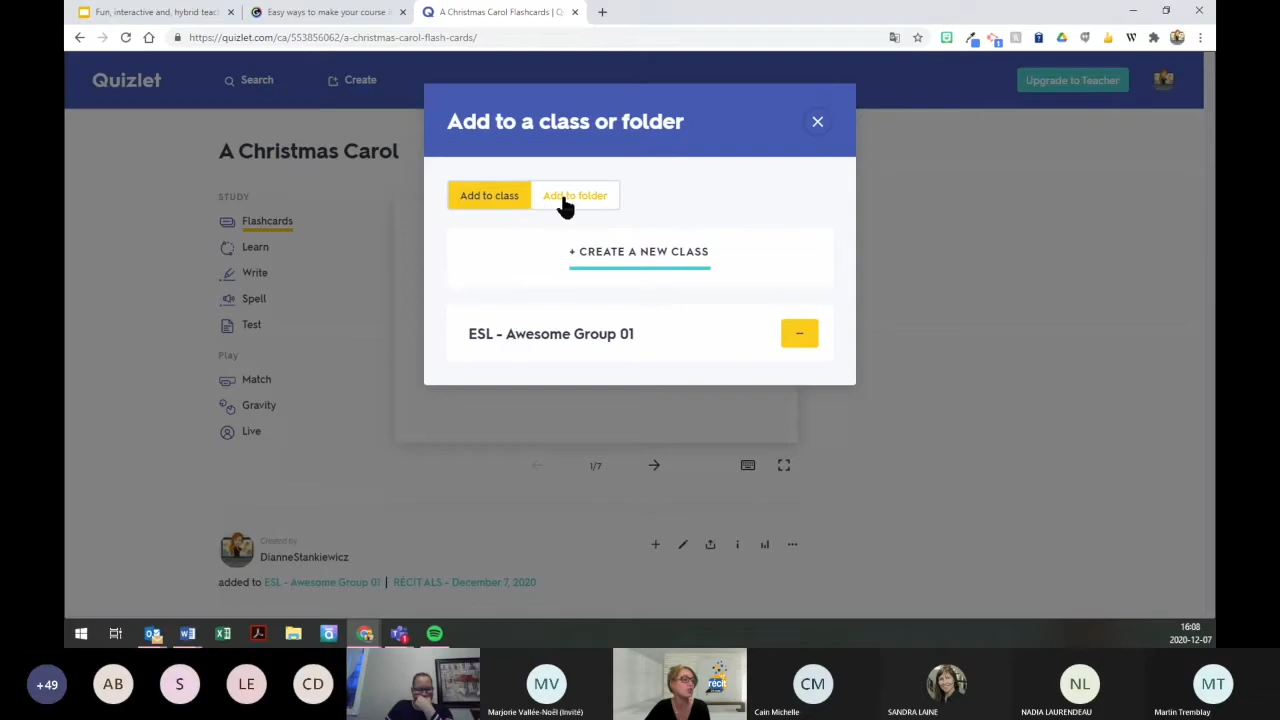 Fun, interactive and, hybrid teac
Easy ways to make your course i
A Christmas Carol Flashcards | Q
https://quizlet.com/ca/553856062/a-christmas-carol-flash-cards/
Quizlet
Search
Create
Upgrade to Teacher
Add to a class or folder
A Christmas Carol
STUDY
Flashcards
Learn
Write
Spell
Test
Play
Match
Gravity
Live
Add to class
Add to folder
+ CREATE A NEW CLASS
ESL - Awesome Group 01
1/7
Created by
DianneStankiewicz
added to ESL - Awesome Group 01 | RÉCIT ALS - December 7, 2020
16:08
2020-12-07
+49
AB
S
LE
CD
MV
Marjorie Vallée-Noël (Invité)
récit
CM
Cain Michelle
SANDRA LAINE
NL
NADIA LAURENDEAU
MT
Martin Tremblay